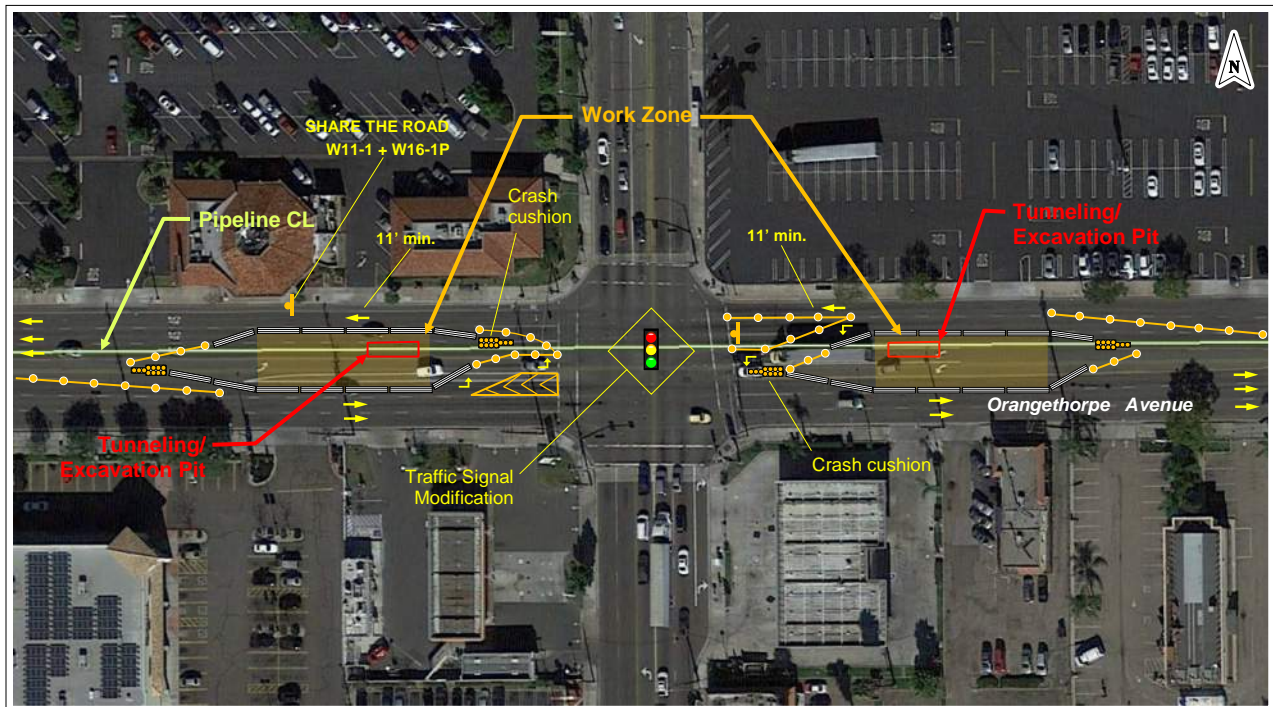 N
Work Zone
SHARE THE ROAD
W11-1 + W16-1P
Crash
cushion
Pipeline CL
11' min.
11' min.
Tunneling/
Excavation Pit
Orangethorpe Avenue
Tunneling/
Excavation Pit
Traffic Signal
Modification
Crash cushion